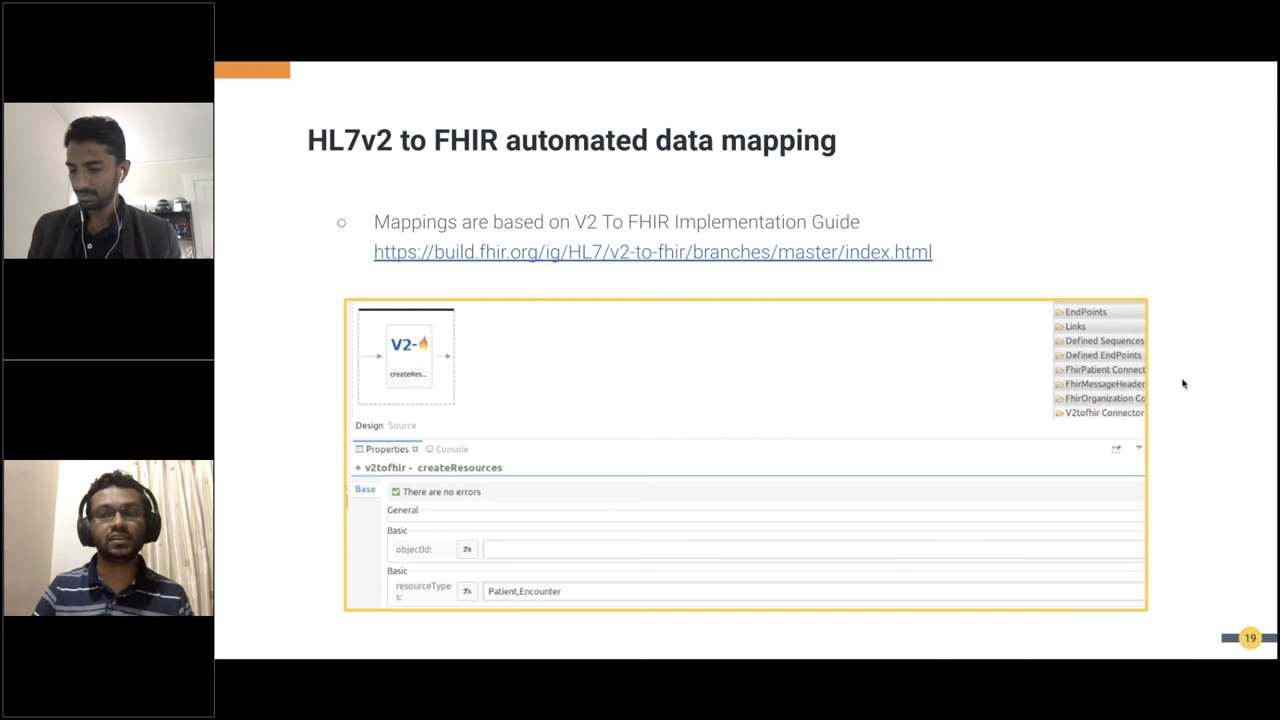 HL7v2 to FHIR automated data mapping
○ Mappings are based on V2 To FHIR Implementation Guide
https://build.fhir.org/ig/HL7/v2-to-fhir/branches/master/index.html
V2-
createRes...
EndPoints
Links
Defined Sequences
Defined EndPoints
FhirPatient Connect
FhirMessageHeader
FhirOrganization Co
V2tofhir Connector
Design Source
Properties Console
v2tofhir - createResources
Base
There are no errors
General
Basic
objectId:
Basic
resourceType
s:
Patient,Encounter
19